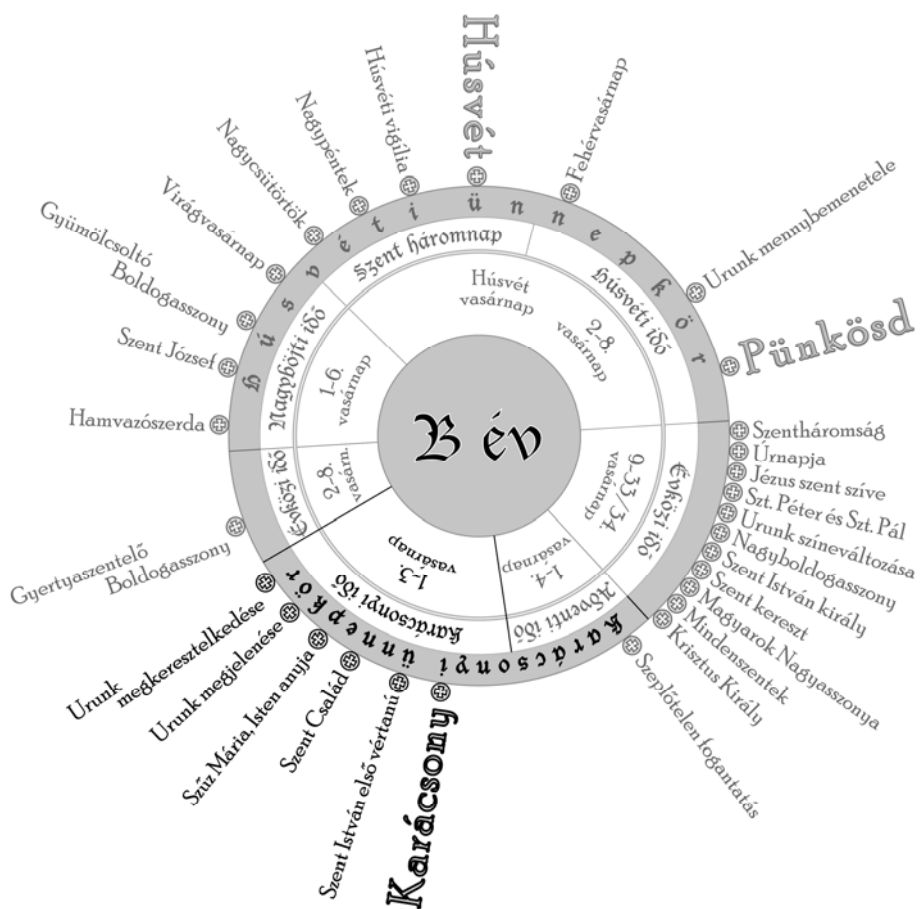 B év
Húsvéti ünnepkör
Karácsonyi ünnepkör
Szent háromnap
Húsvéti idő
Évközi idő
Ádventi idő
Karácsonyi idő
Évközi idő
Nagyböjti idő
Húsvét
vasárnap
2-8.
vasárnap
9-33/34.
vasárnap
1-4.
vasárnap
1-3.
vasárnap
2-8.
vasárn.
1-6.
vasárnap
Húsvét
Fehérvasárnap
Urunk mennybemenetele
Pünkösd
Szentháromság
Úrnapja
Jézus szent szíve
Szt. Péter és Szt. Pál
Urunk színeváltozása
Nagyboldogasszony
Szent István király
Szent kereszt
Magyarok Nagyasszonya
Mindenszentek
Krisztus Király
Szeplőtelen fogantatás
Karácsony
Szent István első vértanú
Szent Család
Szűz Mária, Isten anyja
Urunk megjelenése
Urunk
megkeresztelkedése
Gyertyaszentelő
Boldogasszony
Hamvazószerda
Szent József
Gyümölcsoltó
Boldogasszony
Virágvasárnap
Nagycsütörtök
Nagypéntek
Húsvéti vigília